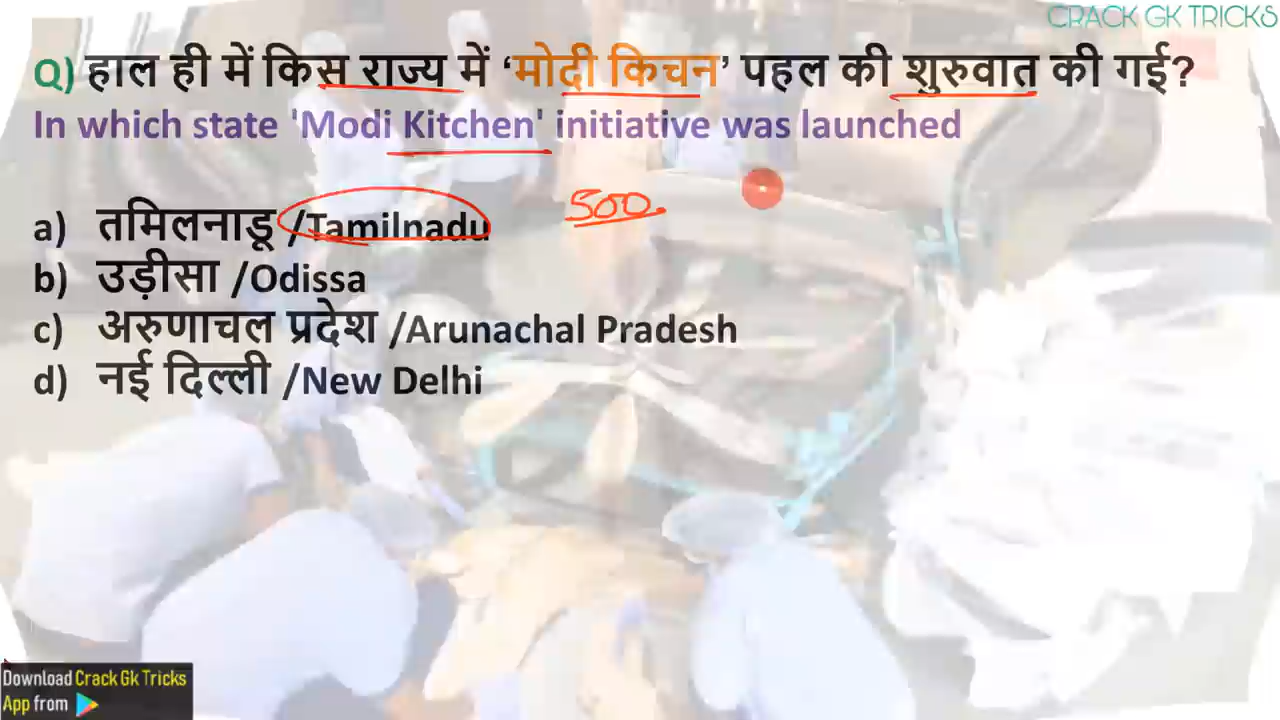 CRACK GK TRICKS
Q) हाल ही में किस राज्य में ‘मोदी किचन’ पहल की शुरुवात की गई?
In which state 'Modi Kitchen' initiative was launched
500
a) तमिलनाडू /Tamilnadu
b) उड़ीसा /Odissa
c) अरुणाचल प्रदेश /Arunachal Pradesh
d) नई दिल्ली /New Delhi
Download Crack Gk Tricks
App from